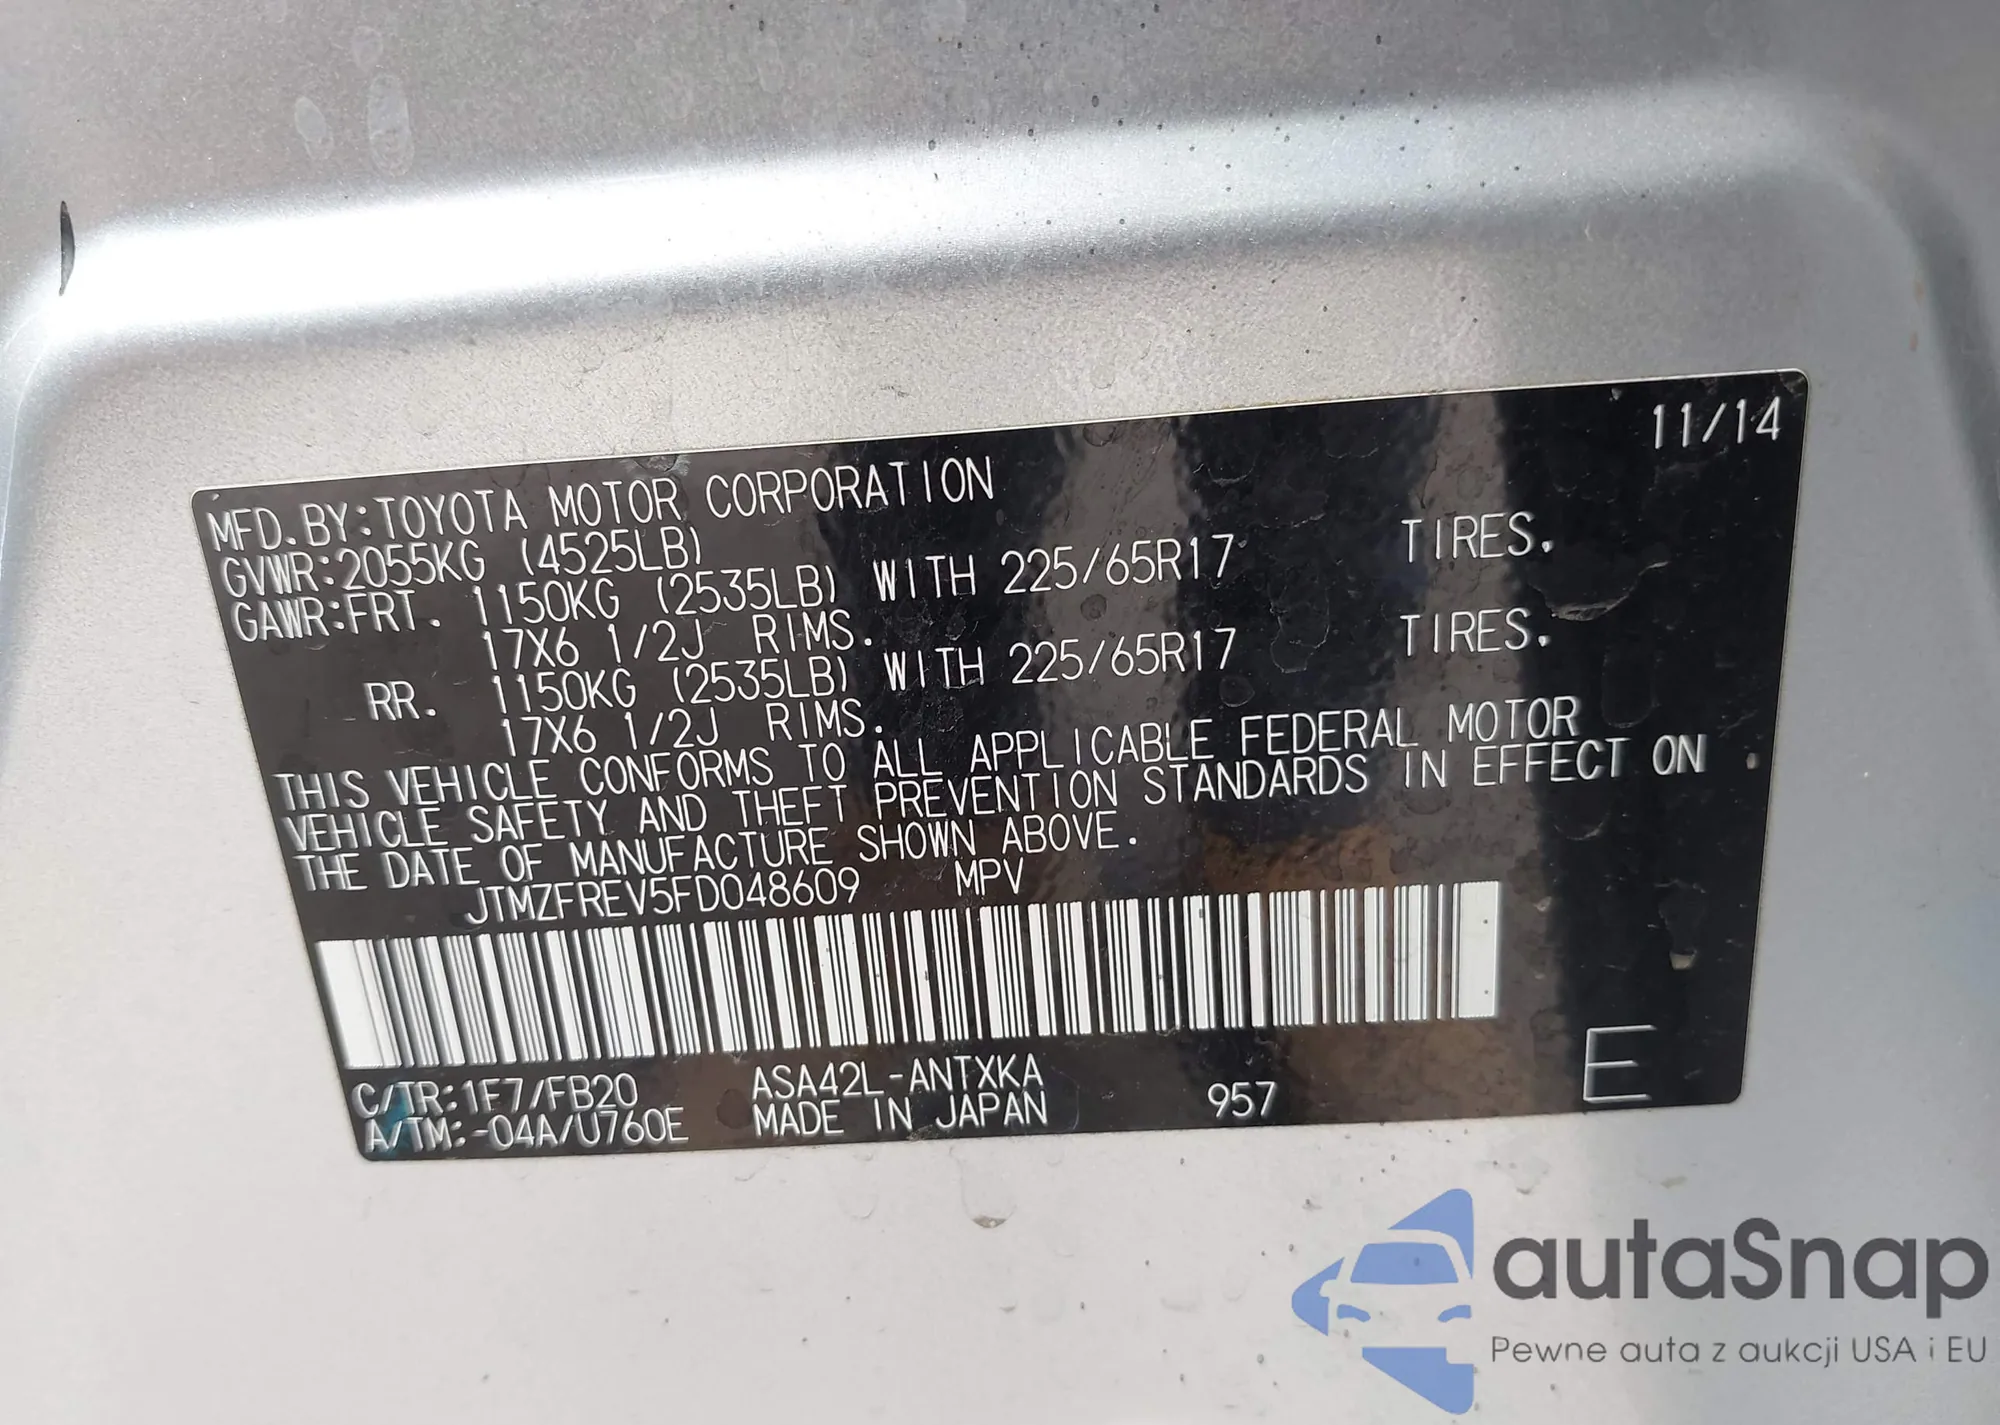 11/14
MFD.BY:TOYOTA MOTOR CORPORATION
GVWR:2055KG (4525LB)
GAWR:FRT. 1150KG (2535LB) WITH 225/65R17 TIRES.
17X6 1/2J RIMS.
RR. 1150KG (2535LB) WITH 225/65R17 TIRES.
17X6 1/2J RIMS.
THIS VEHICLE CONFORMS TO ALL APPLICABLE FEDERAL MOTOR
VEHICLE SAFETY AND THEFT PREVENTION STANDARDS IN EFFECT ON
THE DATE OF MANUFACTURE SHOWN ABOVE.
JTMZFREV5FD048609 MPV
C/TR:1F7/FB20 ASA42L-ANTXKA
A/TM:-04A/U760E MADE IN JAPAN 957 E
autaSnap
Pewne auta z aukcji USA i EU